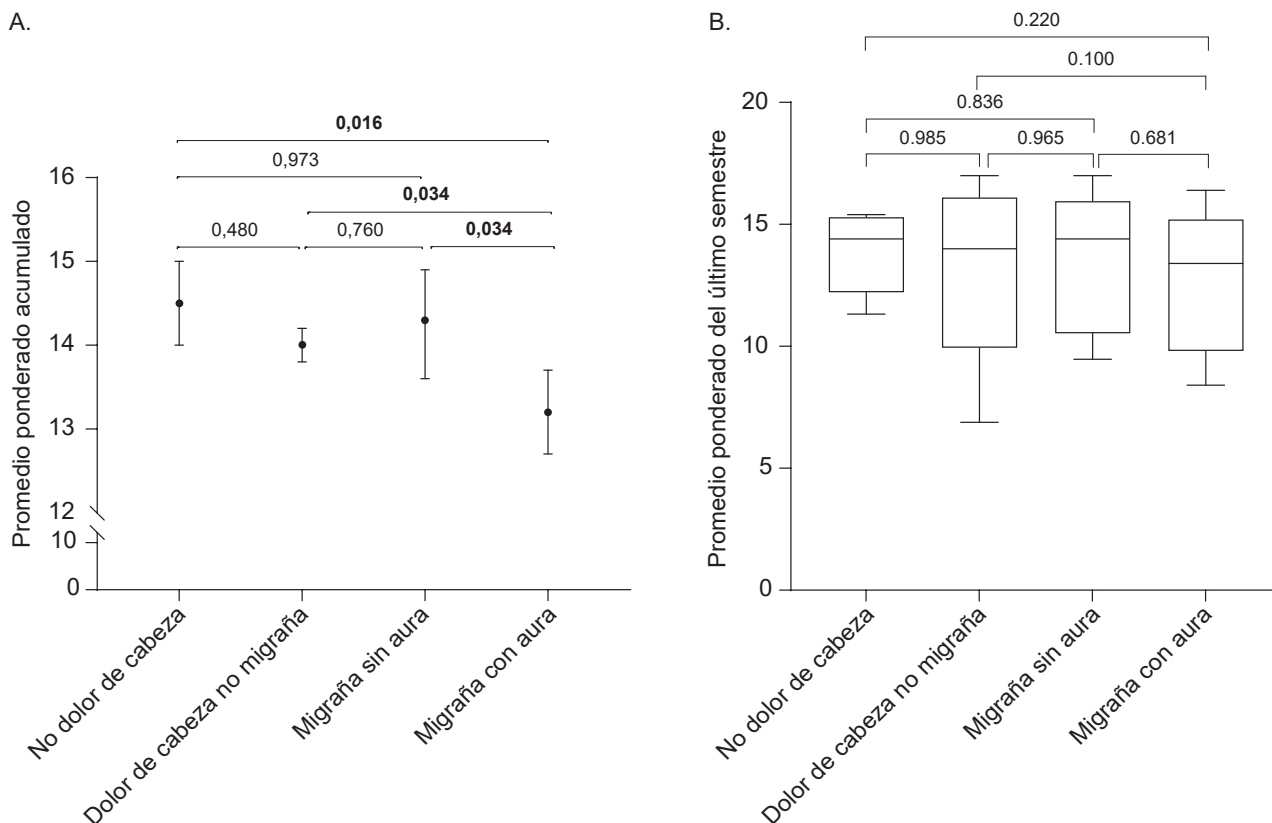 A.
0,016
0,973
0,034
0,480
0,760
0,034
Promedio ponderado acumulado
16
15
14
13
12
10
0
No dolor de cabeza
Dolor de cabeza no migraña
Migraña sin aura
Migraña con aura
B.
0.220
0.100
0.836
0.985
0.965
0.681
Promedio ponderado del último semestre
20
15
10
5
0
No dolor de cabeza
Dolor de cabeza no migraña
Migraña sin aura
Migraña con aura